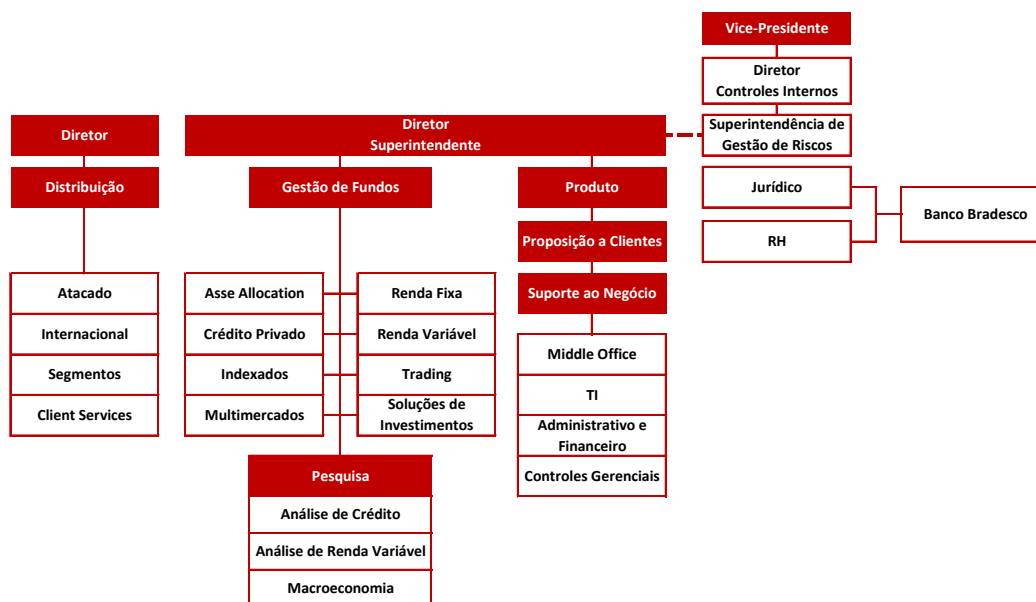 Vice-Presidente
Diretor
Controles Internos
Superintendência de
Gestão de Riscos
Diretor
Diretor
Superintendente
Distribuição
Gestão de Fundos
Produto
Jurídico
Banco Bradesco
RH
Proposição a Clientes
Suporte ao Negócio
Atacado
Internacional
Segmentos
Client Services
Asse Allocation
Renda Fixa
Crédito Privado
Renda Variável
Indexados
Trading
Multimercados
Soluções de
Investimentos
Middle Office
TI
Administrativo e
Financeiro
Controles Gerenciais
Pesquisa
Análise de Crédito
Análise de Renda Variável
Macroeconomia